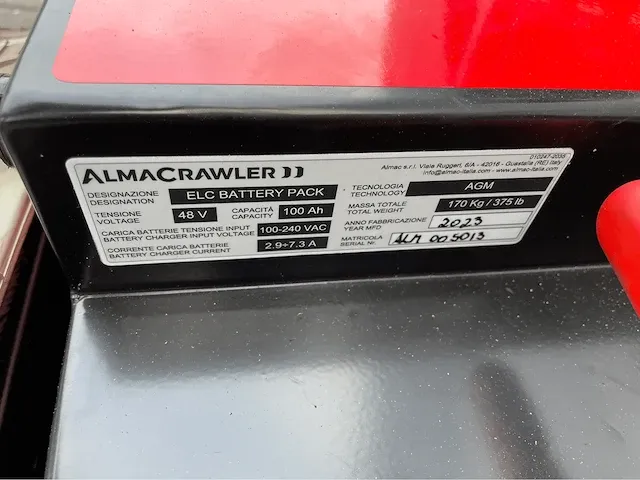 ALMACRAWLER
010247-0055
Almac s.r.l. Viale Ruggeri, 6/A - 42016 - Guastalla (RE) Italy
info@almac-italia.com - www.almac-italia.com
DESIGNAZIONE
DESIGNATION
ELC BATTERY PACK
TECNOLOGIA
TECHNOLOGY
AGM
TENSIONE
VOLTAGE
48 V
CAPACITÀ
CAPACITY
100 Ah
MASSA TOTALE
TOTAL WEIGHT
170 Kg / 375 lb
CARICA BATTERIE TENSIONE INPUT
BATTERY CHARGER INPUT VOLTAGE
100-240 VAC
ANNO FABBRICAZIONE
YEAR MFD
2023
CORRENTE CARICA BATTERIE
BATTERY CHARGER CURRENT
2.9÷7.3 A
MATRICOLA
SERIAL Nr.
ALM 005013